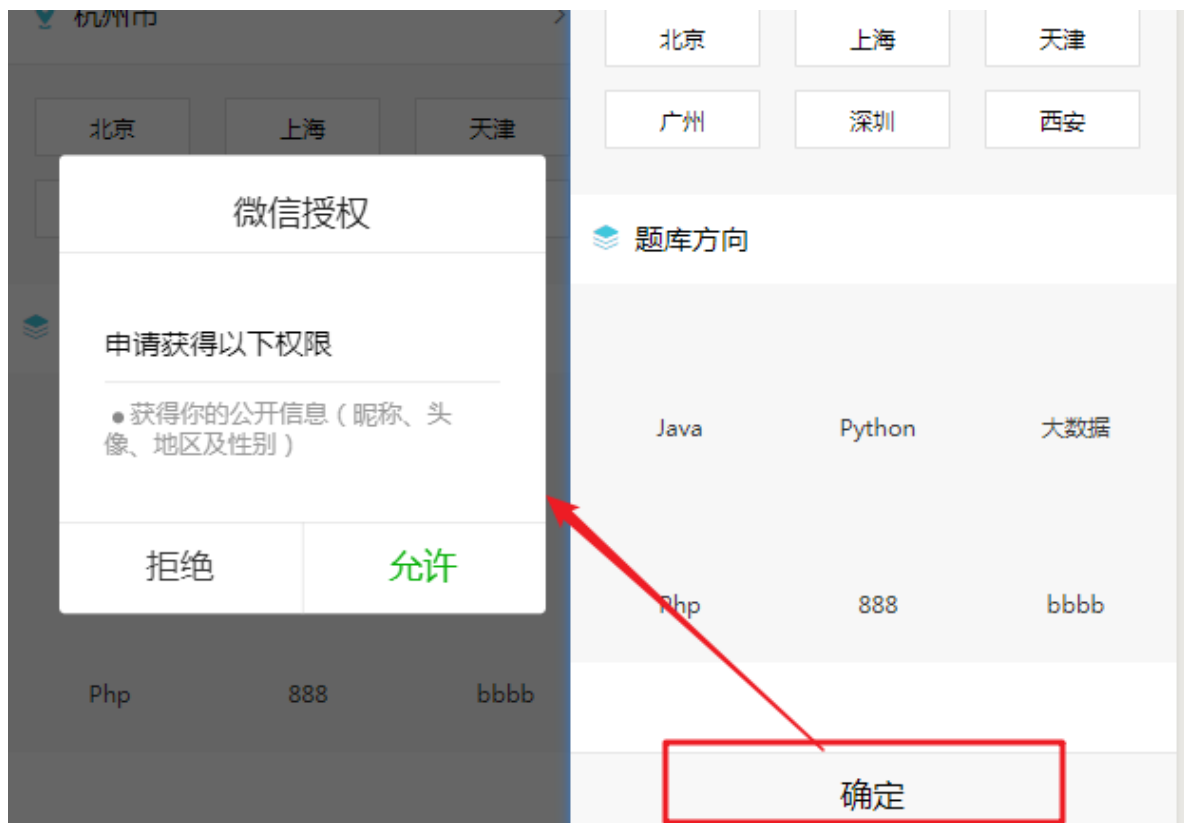 杭州市
北京 上海 天津
微信授权
申请获得以下权限
●获得你的公开信息（昵称、头
像、地区及性别）
拒绝 允许
Php 888 bbbb
北京 上海 天津
广州 深圳 西安
题库方向
Java Python 大数据
Php 888 bbbb
确定